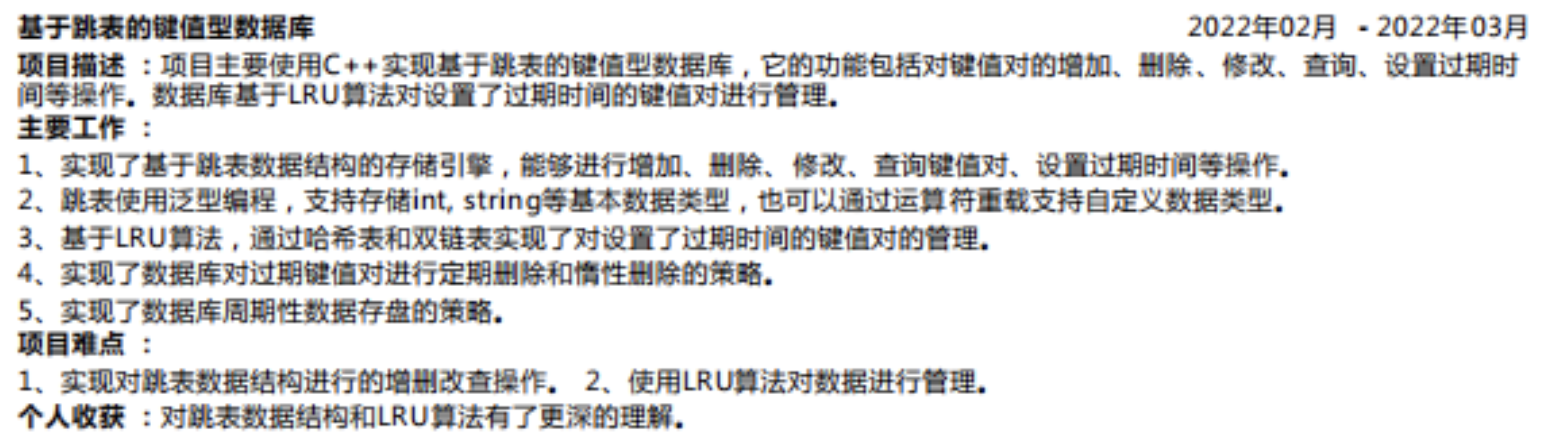 基于跳表的键值型数据库 2022年02月 - 2022年03月
项目描述 ：项目主要使用C++实现基于跳表的键值型数据库，它的功能包括对键值对的增加、删除、修改、查询、设置过期时
间等操作。数据库基于LRU算法对设置了过期时间的键值对进行管理。
主要工作 ：
1、实现了基于跳表数据结构的存储引擎，能够进行增加、删除、修改、查询键值对、设置过期时间等操作。
2、跳表使用泛型编程，支持存储int, string等基本数据类型，也可以通过运算符重载支持自定义数据类型。
3、基于LRU算法，通过哈希表和双链表实现了对设置了过期时间的键值对的管理。
4、实现了数据库对过期键值对进行定期删除和惰性删除的策略。
5、实现了数据库周期性数据存盘的策略。
项目难点 ：
1、实现对跳表数据结构进行的增删改查操作。 2、使用LRU算法对数据进行管理。
个人收获 ：对跳表数据结构和LRU算法有了更深的理解。